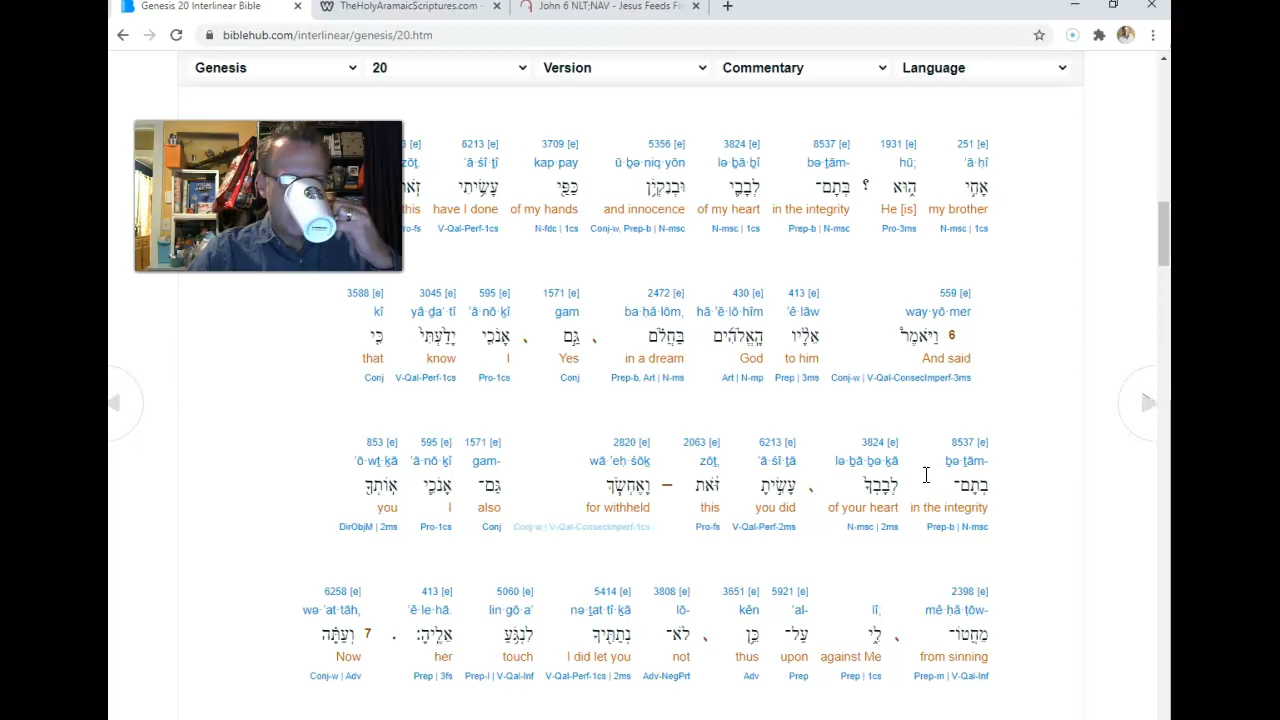 Genesis 20 Interlinear Bible
TheHolyAramaicScriptures.com -
John 6 NLT;NAV - Jesus Feeds Fi
biblehub.com/interlinear/genesis/20.htm
Genesis 20 Version Commentary Language
6213 [e] 3709 [e] 5356 [e] 3824 [e] 8537 [e] 1931 [e] 251 [e]
zōṯ, ‘ā·śî ṯî kap·pay ū·ḇə·niq·yōn lə·ḇā·ḇî bə·ṯām- hū; ’ā·ḥî
אָחִ֣י ה֑וּא ؟ בְּתָם־ לְבָבִ֛י וּבְנִקְיֹ֥ן כַּפַּ֖י עָשִׂ֥יתִי
this have I done of my hands and innocence of my heart in the integrity He [is] my brother
V-Qal-Perf-1cs N-fdc | 1cs Conj-w, Prep-b | N-msc N-msc | 1cs Prep-b | N-msc Pro-3ms N-msc | 1cs
3588 [e] 3045 [e] 595 [e] 1571 [e] 2472 [e] 430 [e] 413 [e] 559 [e]
kî yā·ḏa‘·tî ’ā·nō·ḵî gam ba·ḥă·lōm, hā·’ĕ·lō·hîm ’ê·lāw way·yō·mer
6 וַיֹּאמֶר֩ אֵלָ֨יו הָֽאֱלֹהִ֜ים בַּחֲלֹ֗ם ، גַּ֣ם ، אָנֹכִ֤י יָדַ֙עְתִּי֙ כִּ֤י
that know I Yes in a dream God to him And said
Conj V-Qal-Perf-1cs Pro-1cs Conj Prep-b, Art | N-ms Art | N-mp Prep | 3ms Conj-w | V-Qal-ConsecImperf-3ms
853 [e] 595 [e] 1571 [e] 2820 [e] 2063 [e] 6213 [e] 3824 [e] 8537 [e]
’ō·wṯ·ḵā ’ā·nō·ḵî gam- wā·’eḥ·śōḵ zōṯ, ‘ā·śî·ṯā lə·ḇā·ḇə·ḵā bə·ṯām-
בְתָם־ לְבָבְךָ֙ ، עָשִׂ֣יתָ זֹּ֔את – וָאֶחְשֹׂ֧ךְ גַּם־ אָנֹכִ֛י אֽוֹתְךָ֖
you I also for withheld this you did of your heart in the integrity
DirObjM | 2ms Pro-1cs Conj Conj-w | V-Qal-ConsecImperf-1cs Pro-fs V-Qal-Perf-2ms N-msc | 2ms Prep-b | N-msc
6258 [e] 413 [e] 5060 [e] 5414 [e] 3808 [e] 3651 [e] 5921 [e] 2398 [e]
wə·‘at·tāh, ’ê·le·hā. lin·gō·a‘ nə·ṯat·tî·ḵā lō- kên ‘al- lî; mê·ḥă·ṭōw-
מֵחֲטוֹ־ לִ֑י ، עַל־ כֵּ֥ן ، לֹא־ נְתַתִּ֖יךָ לִנְגֹּ֥עַ אֵלֶֽיהָ׃ . 7 וְעַתָּ֗ה
Now her touch I did let you not thus upon against Me from sinning
Conj-w | Adv Prep | 3fs Prep-l | V-Qal-Inf V-Qal-Perf-1cs | 2ms Adv-NegPrt Adv Prep Prep | 1cs Prep-m | V-Qal-Inf